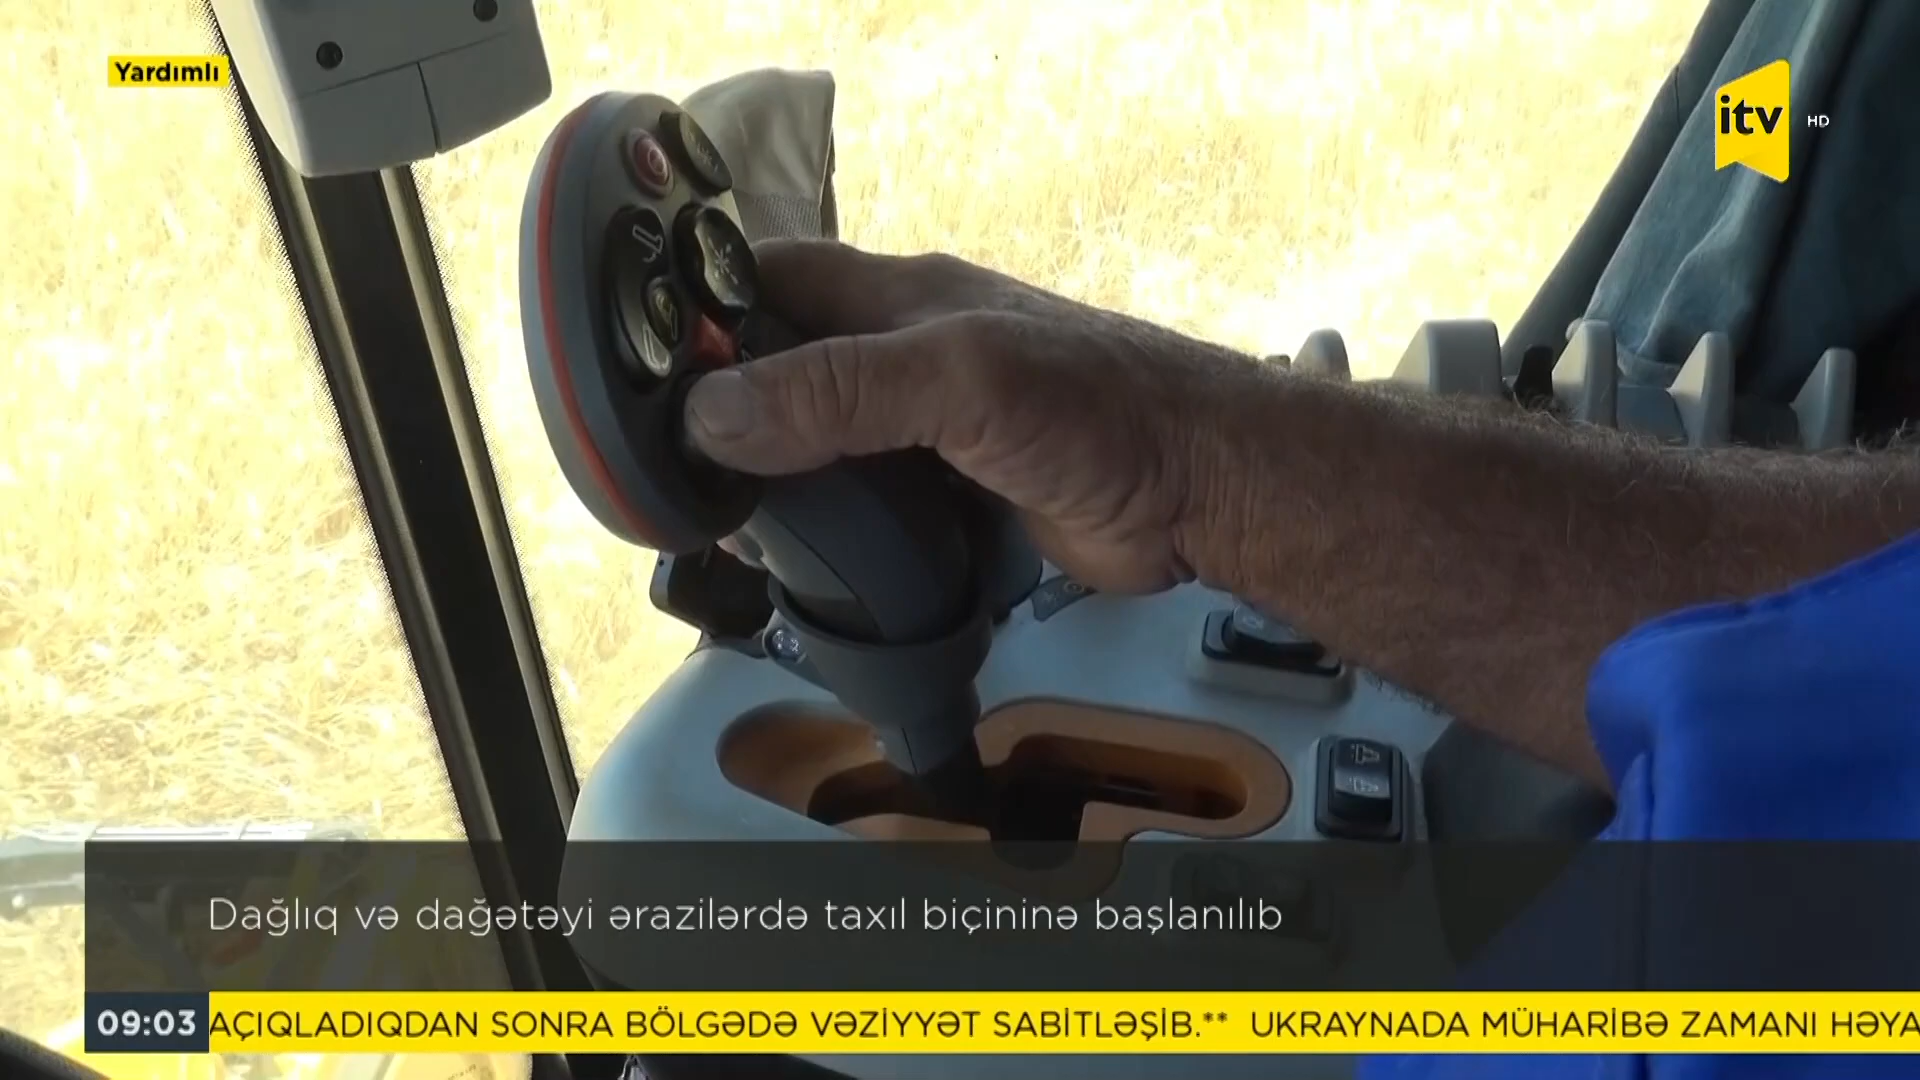 Yardımlı
itv HD
Dağlıq və dağətəyi ərazilərdə taxıl biçininə başlanılıb
09:03 AÇIQLADIQDAN SONRA BÖLGƏDƏ VƏZİYYƏT SABİTLƏŞİB.** UKRAYNADA MÜHARİBƏ ZAMANI HƏYA